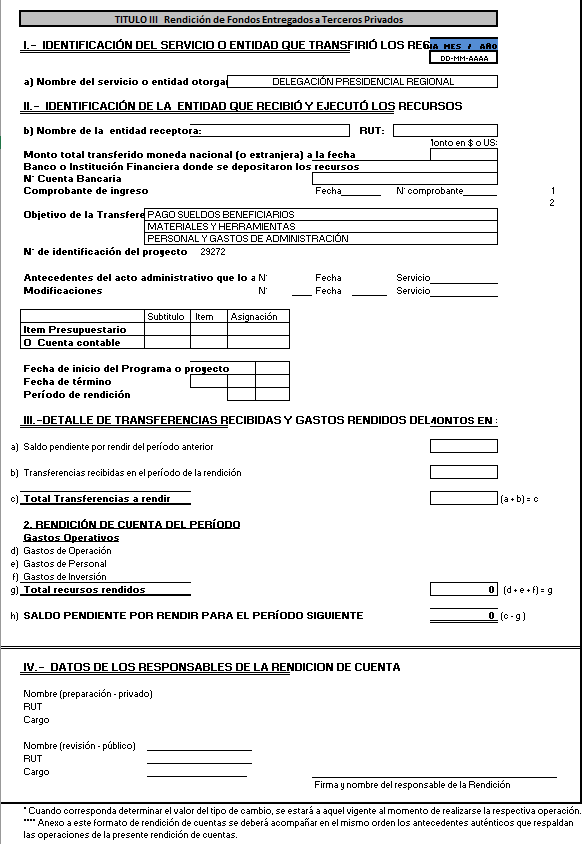 TITULO III Rendición de Fondos Entregados a Terceros Privados
I.- IDENTIFICACIÓN DEL SERVICIO O ENTIDAD QUE TRANSFIRIÓ LOS REC
IA MES / AÑO
DD-MM-AAAA
a) Nombre del servicio o entidad otorga DELEGACIÓN PRESIDENCIAL REGIONAL
II.- IDENTIFICACIÓN DE LA ENTIDAD QUE RECIBIÓ Y EJECUTÓ LOS RECURSOS
b) Nombre de la entidad receptora: RUT:
Monto en $ o US:
Monto total transferido moneda nacional (o extranjera) a la fecha
Banco o Institución Financiera donde se depositaron los recursos
N° Cuenta Bancaria
Comprobante de ingreso Fecha N° comprobante 1
2
Objetivo de la Transfere PAGO SUELDOS BENEFICIARIOS
MATERIALES Y HERRAMIENTAS
PERSONAL Y GASTOS DE ADMINISTRACIÓN
N° de identificación del proyecto 29272
Antecedentes del acto administrativo que lo a N° Fecha Servicio
Modificaciones N° Fecha Servicio
Subtitulo Item Asignación
Item Presupuestario
O Cuenta contable
Fecha de inicio del Programa o proyecto
Fecha de término
Período de rendición
III.-DETALLE DE TRANSFERENCIAS RECIBIDAS Y GASTOS RENDIDOS DEL MONTOS EN :
a) Saldo pendiente por rendir del período anterior
b) Transferencias recibidas en el período de la rendición
c) Total Transferencias a rendir (a + b) = c
2. RENDICIÓN DE CUENTA DEL PERÍODO
Gastos Operativos
d) Gastos de Operación
e) Gastos de Personal
f) Gastos de Inversión
g) Total recursos rendidos 0 (d + e + f) = g
h) SALDO PENDIENTE POR RENDIR PARA EL PERÍODO SIGUIENTE 0 (c - g )
IV.- DATOS DE LOS RESPONSABLES DE LA RENDICION DE CUENTA
Nombre (preparación - privado)
RUT
Cargo
Nombre (revisión - público)
RUT
Cargo
Firma y nombre del responsable de la Rendición
* Cuando corresponda determinar el valor del tipo de cambio, se estará a aquel vigente al momento de realizarse la respectiva operación.
**** Anexo a este formato de rendición de cuentas se deberá acompañar en el mismo orden los antecedentes auténticos que respaldan
las operaciones de la presente rendición de cuentas.